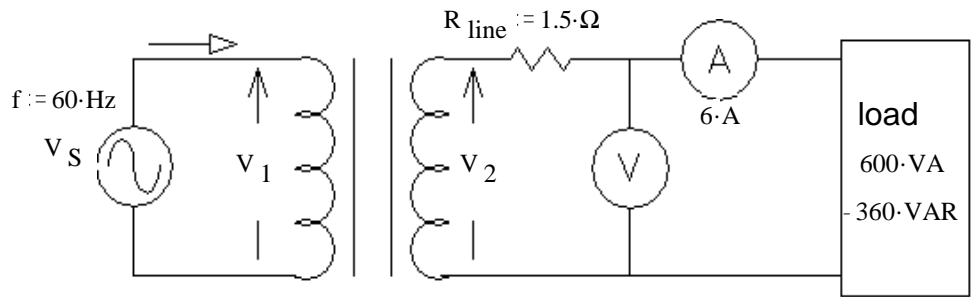 R line := 1.5·Ω
f := 60·Hz
V S
V 1
V 2
V
A
6·A
load
600·VA
- 360·VAR